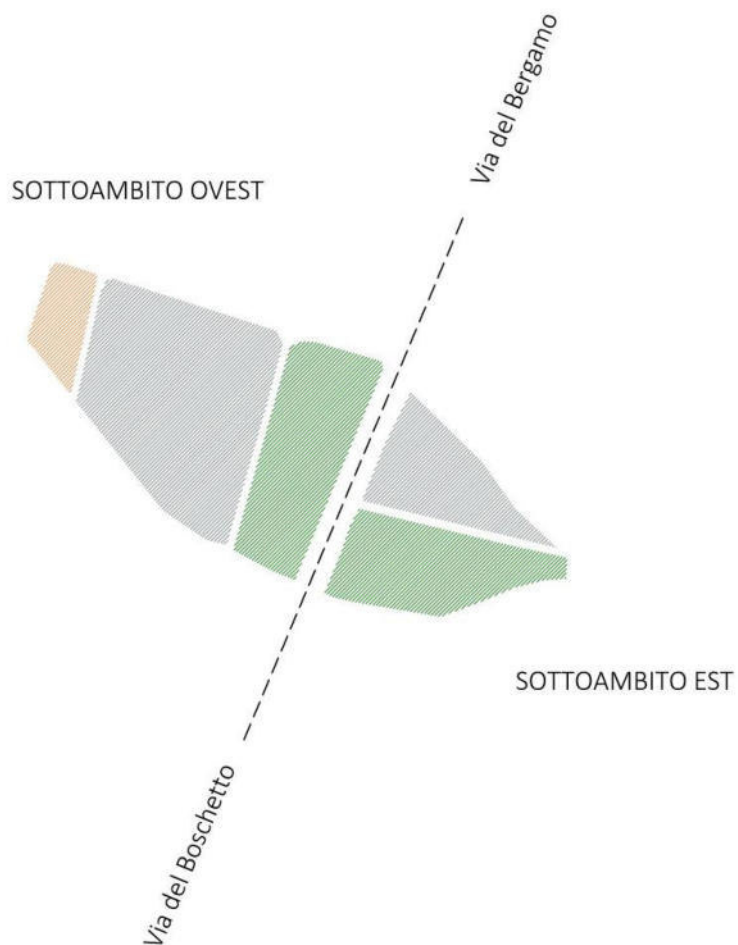 Via del Bergamo
SOTTOAMBITO OVEST
SOTTOAMBITO EST
Via del Boschetto